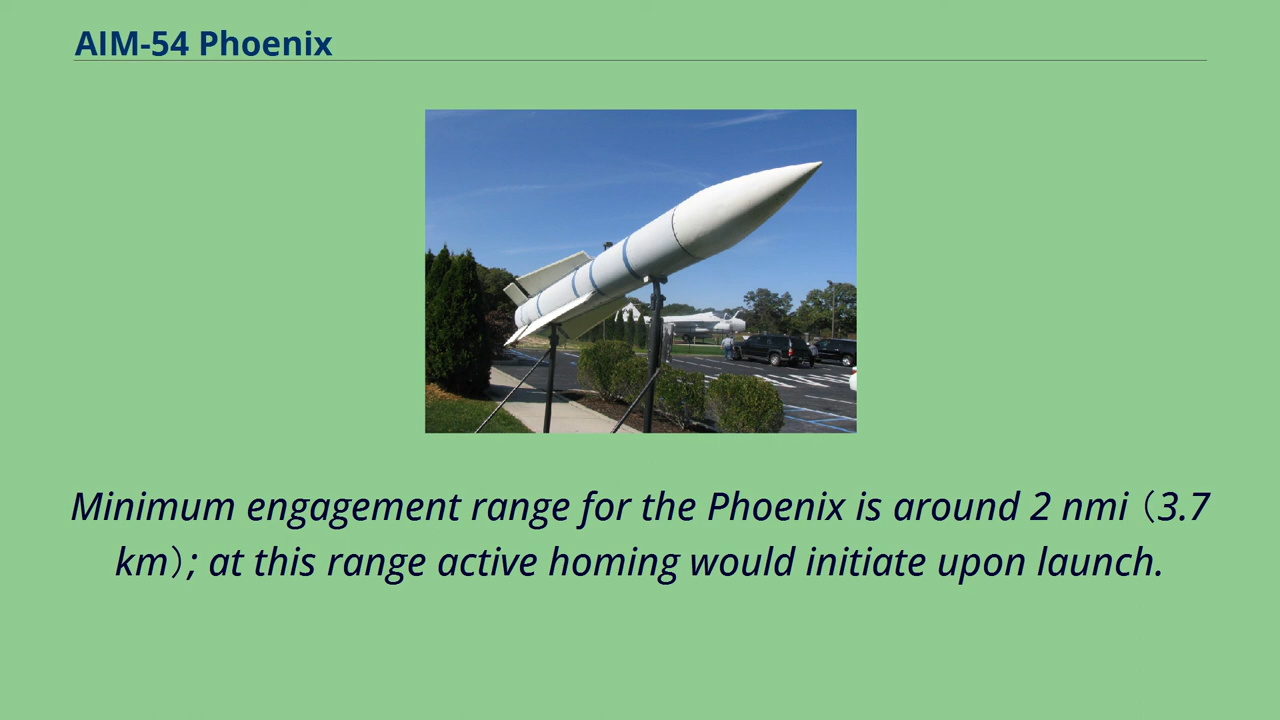 AIM-54 Phoenix
Minimum engagement range for the Phoenix is around 2 nmi（3.7
km）; at this range active homing would initiate upon launch.